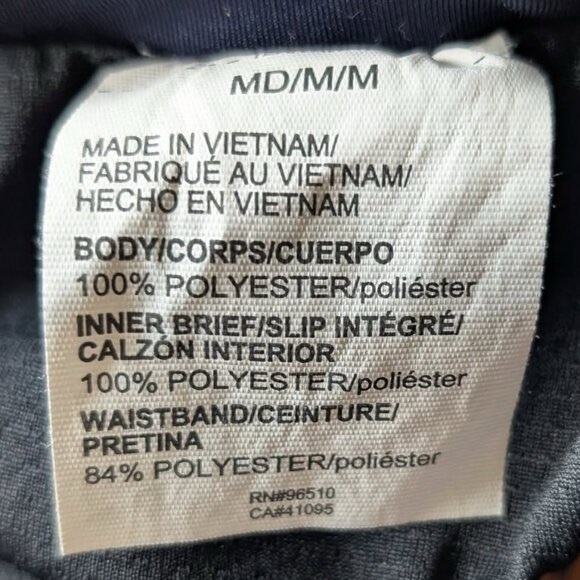 MD/M/M
MADE IN VIETNAM/
FABRIQUÉ AU VIETNAM/
HECHO EN VIETNAM
BODY/CORPS/CUERPO
100% POLYESTER/poliéster
INNER BRIEF/SLIP INTÉGRÉ/
CALZÓN INTERIOR
100% POLYESTER/poliéster
WAISTBAND/CEINTURE/
PRETINA
84% POLYESTER/poliéster
RN#96510
CA#41095